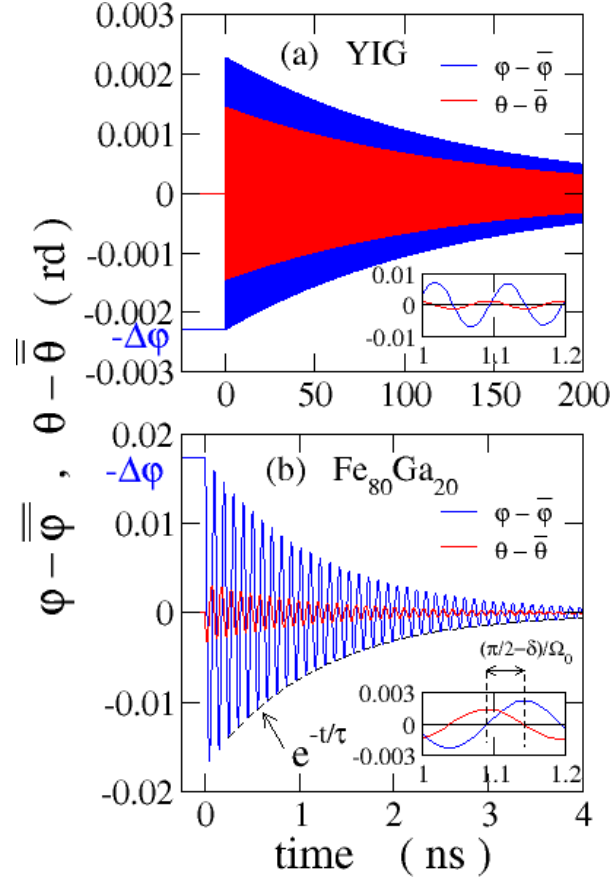 φ − φ̿ , θ − θ̿ ( rd )
(a) YIG
φ − φ̅
θ − θ̅
0.003
0.002
0.001
0
-0.001
-0.002
-Δφ
-0.003
0.01
0
-0.01
1 1.1 1.2
0 50 100 150 200
(b) Fe80Ga20
φ − φ̅
θ − θ̅
0.02
-Δφ
0.01
0
-0.01
-0.02
(π/2−δ)/Ω0
0.003
0
-0.003
1 1.1 1.2
e-t/τ
0 1 2 3 4
time ( ns )